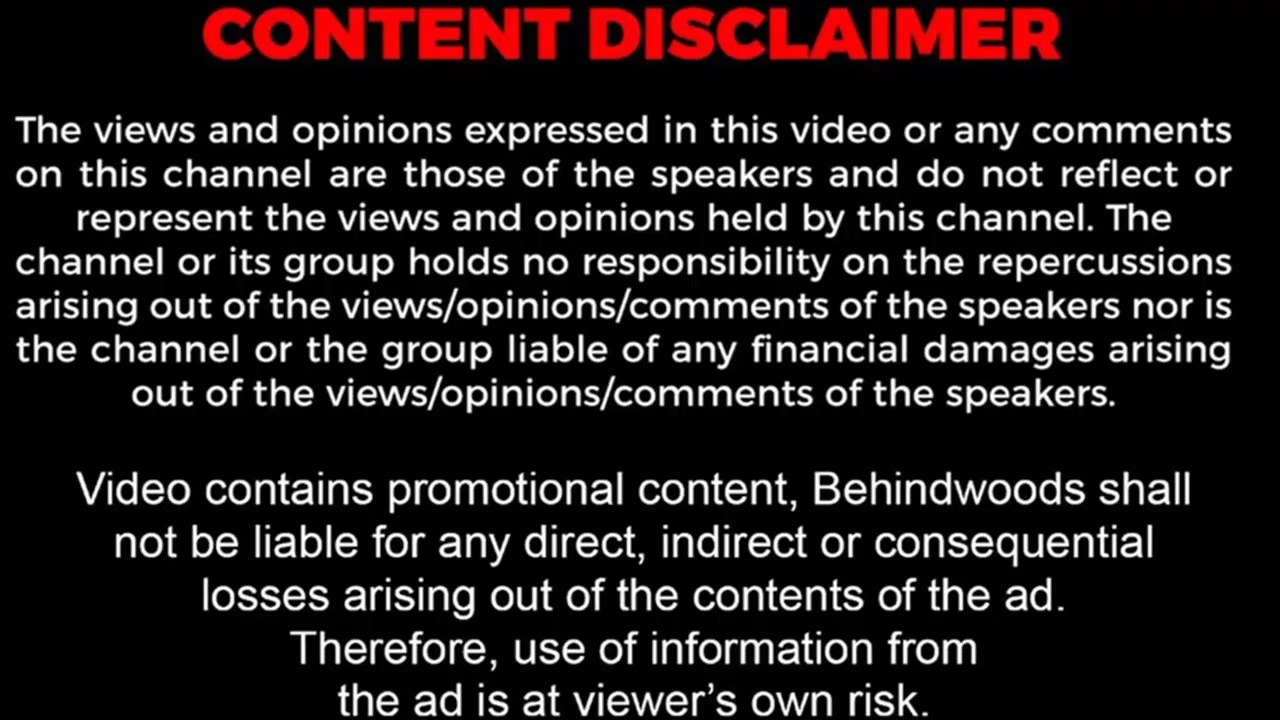 CONTENT DISCLAIMER
The views and opinions expressed in this video or any comments
on this channel are those of the speakers and do not reflect or
represent the views and opinions held by this channel. The
channel or its group holds no responsibility on the repercussions
arising out of the views/opinions/comments of the speakers nor is
the channel or the group liable of any financial damages arising
out of the views/opinions/comments of the speakers.
Video contains promotional content, Behindwoods shall
not be liable for any direct, indirect or consequential
losses arising out of the contents of the ad.
Therefore, use of information from
the ad is at viewer’s own risk.